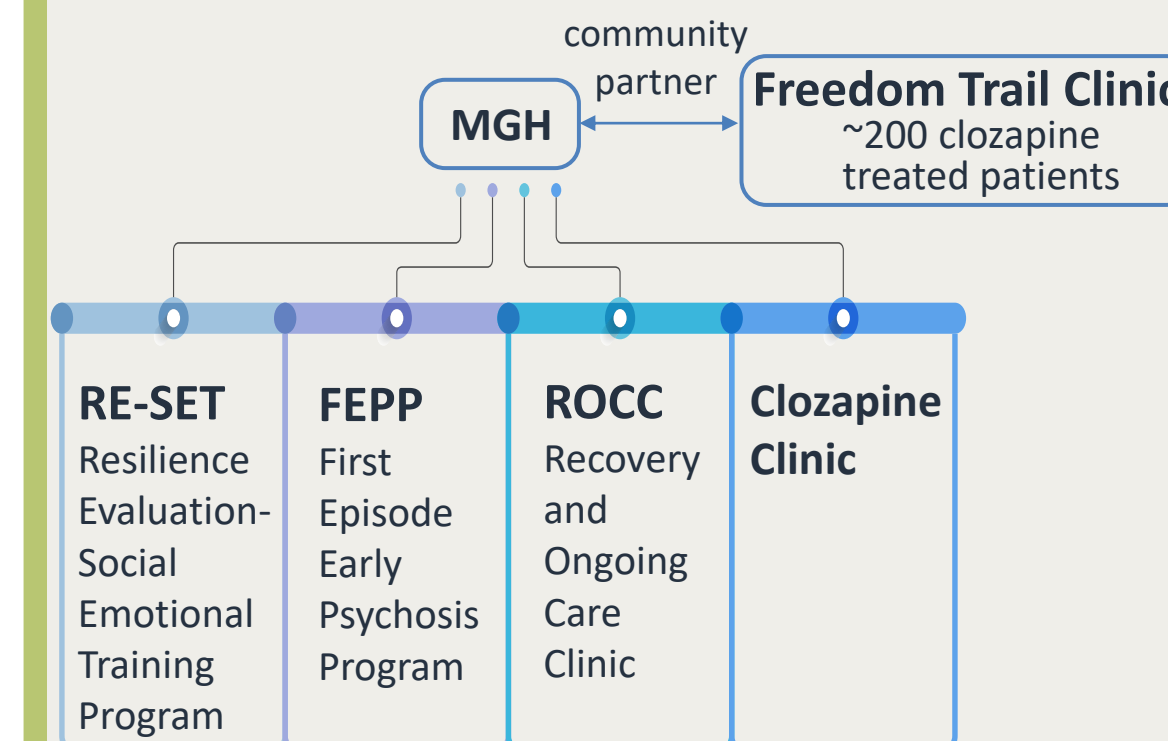 community
partner
MGH
Freedom Trail Clinic
~200 clozapine
treated patients
RE-SET
Resilience
Evaluation-
Social
Emotional
Training
Program
FEPP
First
Episode
Early
Psychosis
Program
ROCC
Recovery
and
Ongoing
Care
Clinic
Clozapine
Clinic